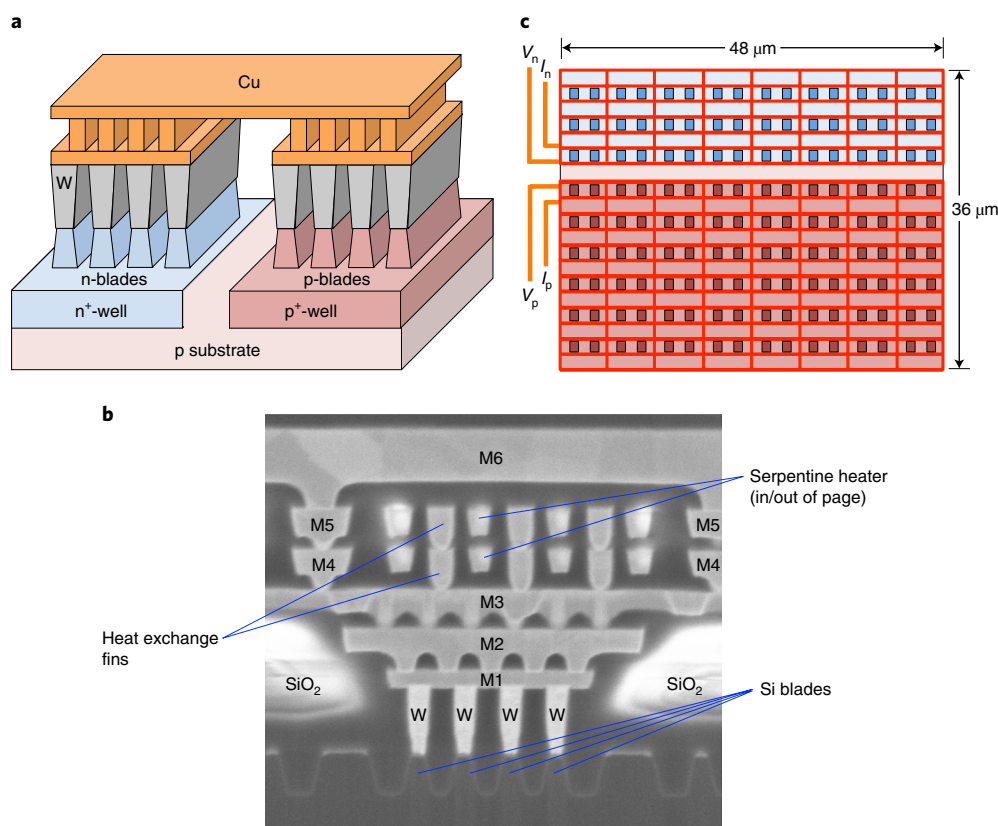 a
Cu
W
n-blades
p-blades
n⁺-well
p⁺-well
p substrate
c
48 μm
Vₙ
Iₙ
36 μm
Iₚ
Vₚ
b
M6
Serpentine heater
(in/out of page)
M5
M5
M4
M4
M3
Heat exchange
fins
M2
M1
SiO₂
SiO₂
Si blades
W
W
W
W